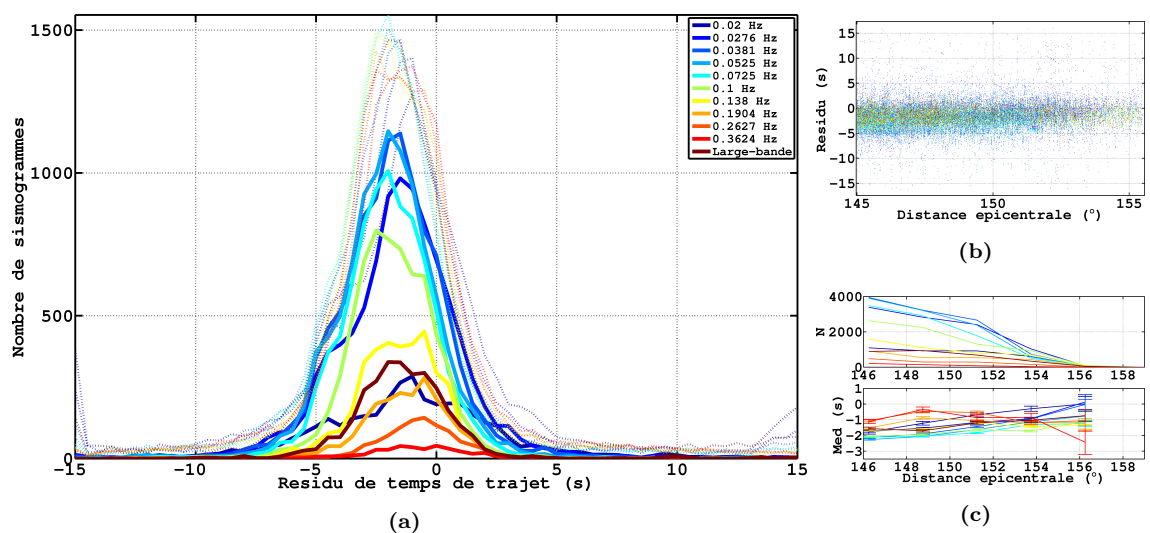 1500
1000
500
0
−15
−10
−5
0
5
10
15
Nombre de sismogrammes
Residu de temps de trajet (s)
0.02 Hz
0.0276 Hz
0.0381 Hz
0.0525 Hz
0.0725 Hz
0.1 Hz
0.138 Hz
0.1904 Hz
0.2627 Hz
0.3624 Hz
Large−bande
(a)
15
10
5
0
−5
−10
−15
Residu (s)
145
150
155
Distance epicentrale (°)
(b)
4000
2000
0
N
146
148
150
152
154
156
158
1
0
−1
−2
−3
Med (s)
146
148
150
152
154
156
158
Distance epicentrale (°)
(c)